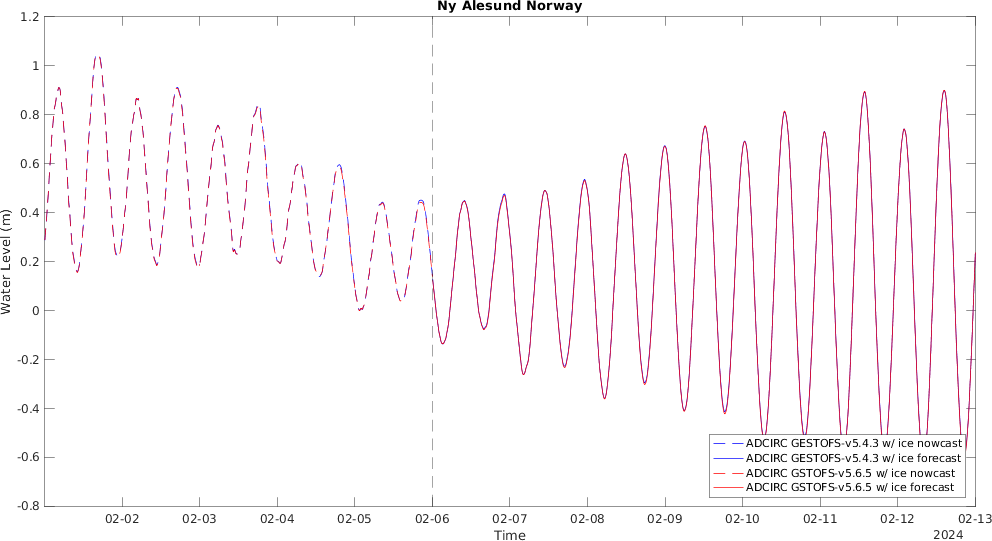 Ny Alesund Norway
1.2
1
0.8
0.6
0.4
0.2
0
-0.2
-0.4
-0.6
-0.8
Water Level (m)
ADCIRC GESTOFS-v5.4.3 w/ ice nowcast
ADCIRC GESTOFS-v5.4.3 w/ ice forecast
ADCIRC GSTOFS-v5.6.5 w/ ice nowcast
ADCIRC GSTOFS-v5.6.5 w/ ice forecast
02-02 02-03 02-04 02-05 02-06 02-07 02-08 02-09 02-10 02-11 02-12 02-13
Time
2024